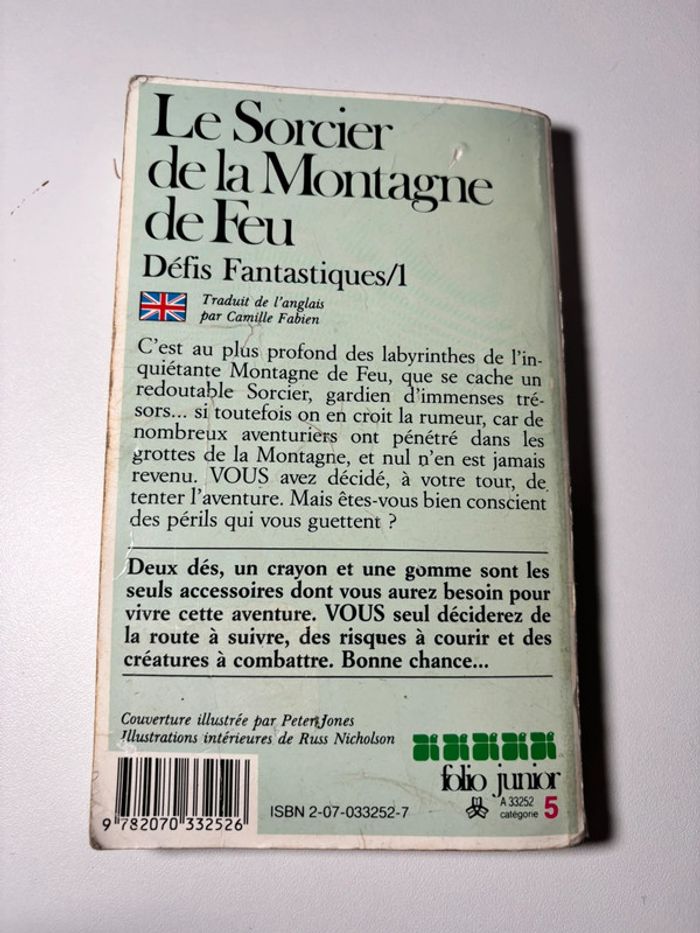 Le Sorcier
de la Montagne
de Feu
Défis Fantastiques/1
Traduit de l'anglais
par Camille Fabien
C'est au plus profond des labyrinthes de l'in-
quiétante Montagne de Feu, que se cache un
redoutable Sorcier, gardien d'immenses tré-
sors... si toutefois on en croit la rumeur, car de
nombreux aventuriers ont pénétré dans les
grottes de la Montagne, et nul n'en est jamais
revenu. VOUS avez décidé, à votre tour, de
tenter l'aventure. Mais êtes-vous bien conscient
des périls qui vous guettent ?
Deux dés, un crayon et une gomme sont les
seuls accessoires dont vous aurez besoin pour
vivre cette aventure. VOUS seul déciderez de
la route à suivre, des risques à courir et des
créatures à combattre. Bonne chance...
Couverture illustrée par Peter Jones
Illustrations intérieures de Russ Nicholson
folio junior
A 33252
catégorie 5
ISBN 2-07-033252-7
9 782070 332526